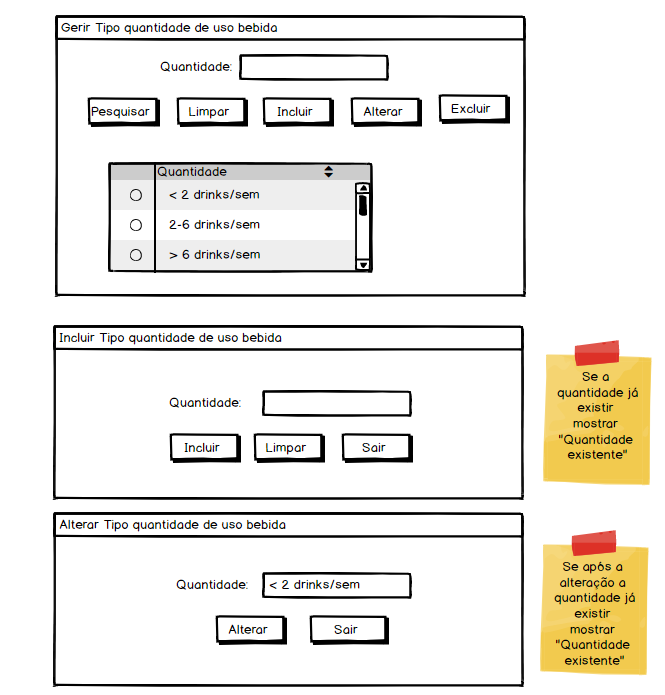 Gerir Tipo quantidade de uso bebida
Quantidade:
Pesquisar Limpar Incluir Alterar Excluir
Quantidade
< 2 drinks/sem
2-6 drinks/sem
> 6 drinks/sem
Incluir Tipo quantidade de uso bebida
Quantidade:
Incluir Limpar Sair
Se a
quantidade já
existir
mostrar
"Quantidade
existente"
Alterar Tipo quantidade de uso bebida
Quantidade: < 2 drinks/sem
Alterar Sair
Se após a
alteração a
quantidade já
existir
mostrar
"Quantidade
existente"